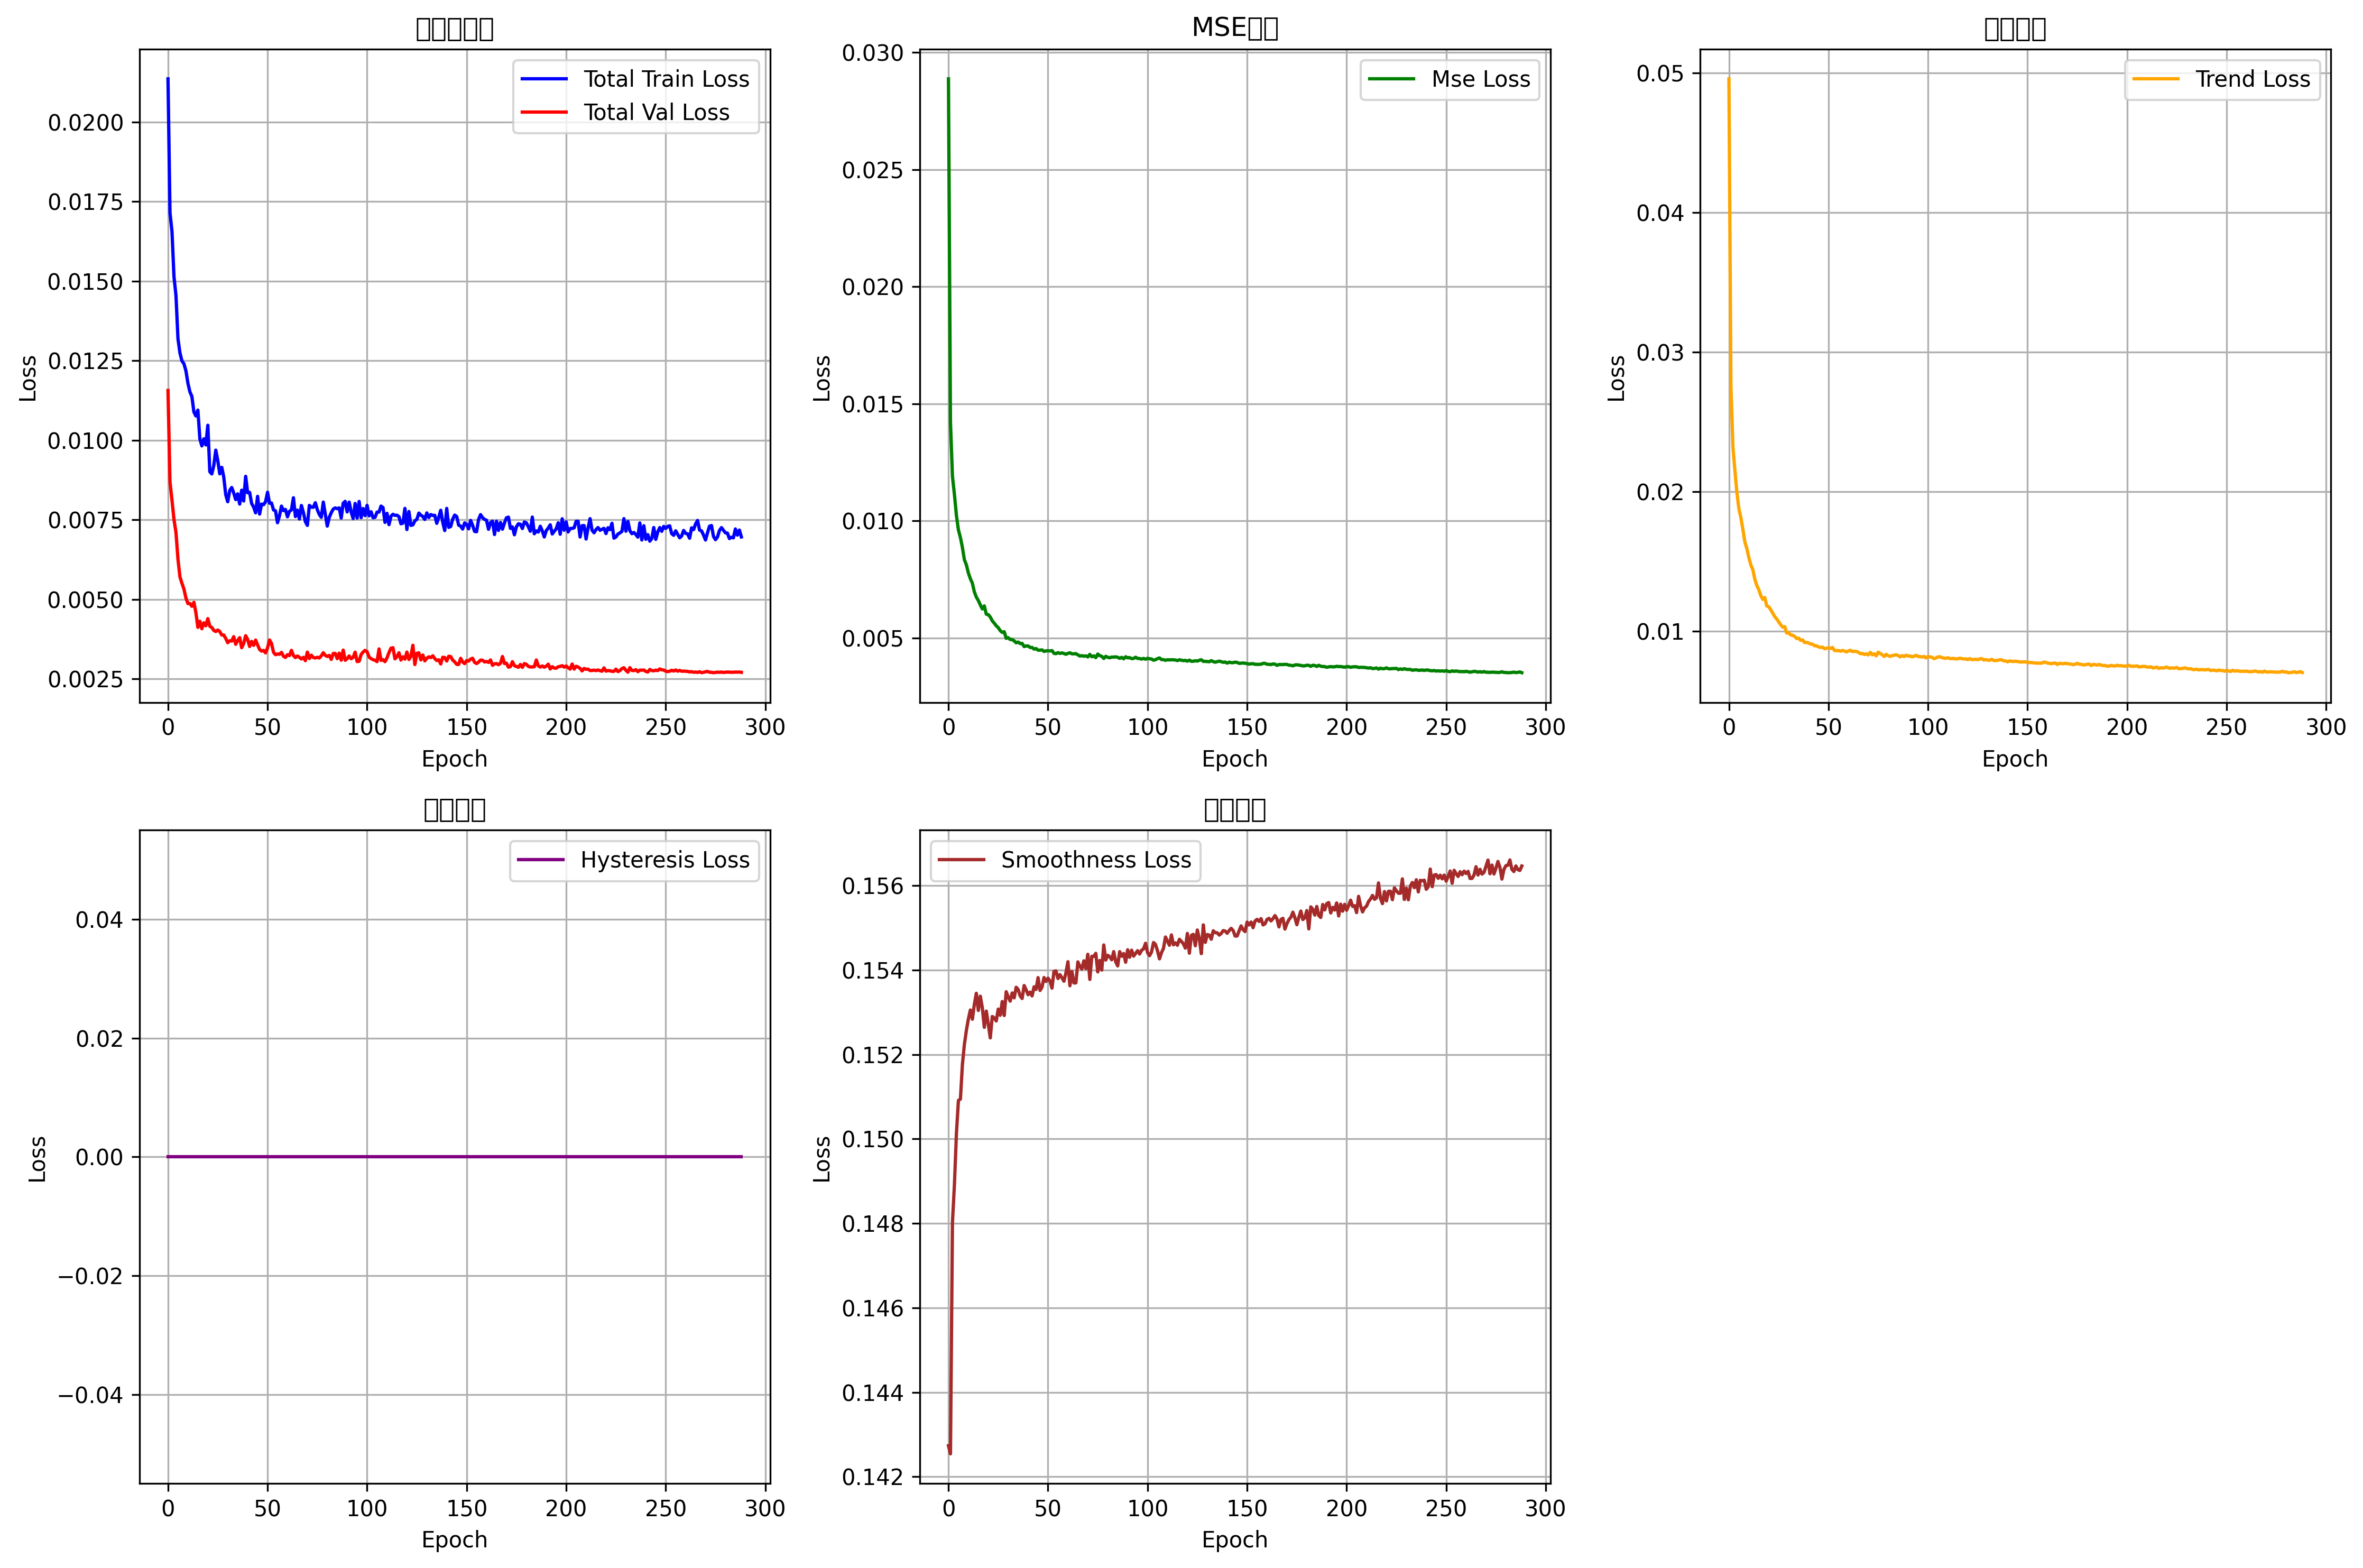 MSE
0.0200
0.0175
0.0150
0.0125
0.0100
0.0075
0.0050
0.0025
Loss
Total Train Loss
Total Val Loss
0 50 100 150 200 250 300
Epoch
0.030
0.025
0.020
0.015
0.010
0.005
Loss
Mse Loss
0 50 100 150 200 250 300
Epoch
0.05
0.04
0.03
0.02
0.01
Loss
Trend Loss
0 50 100 150 200 250 300
Epoch
0.04
0.02
0.00
−0.02
−0.04
Loss
Hysteresis Loss
0 50 100 150 200 250 300
Epoch
0.156
0.154
0.152
0.150
0.148
0.146
0.144
0.142
Loss
Smoothness Loss
0 50 100 150 200 250 300
Epoch